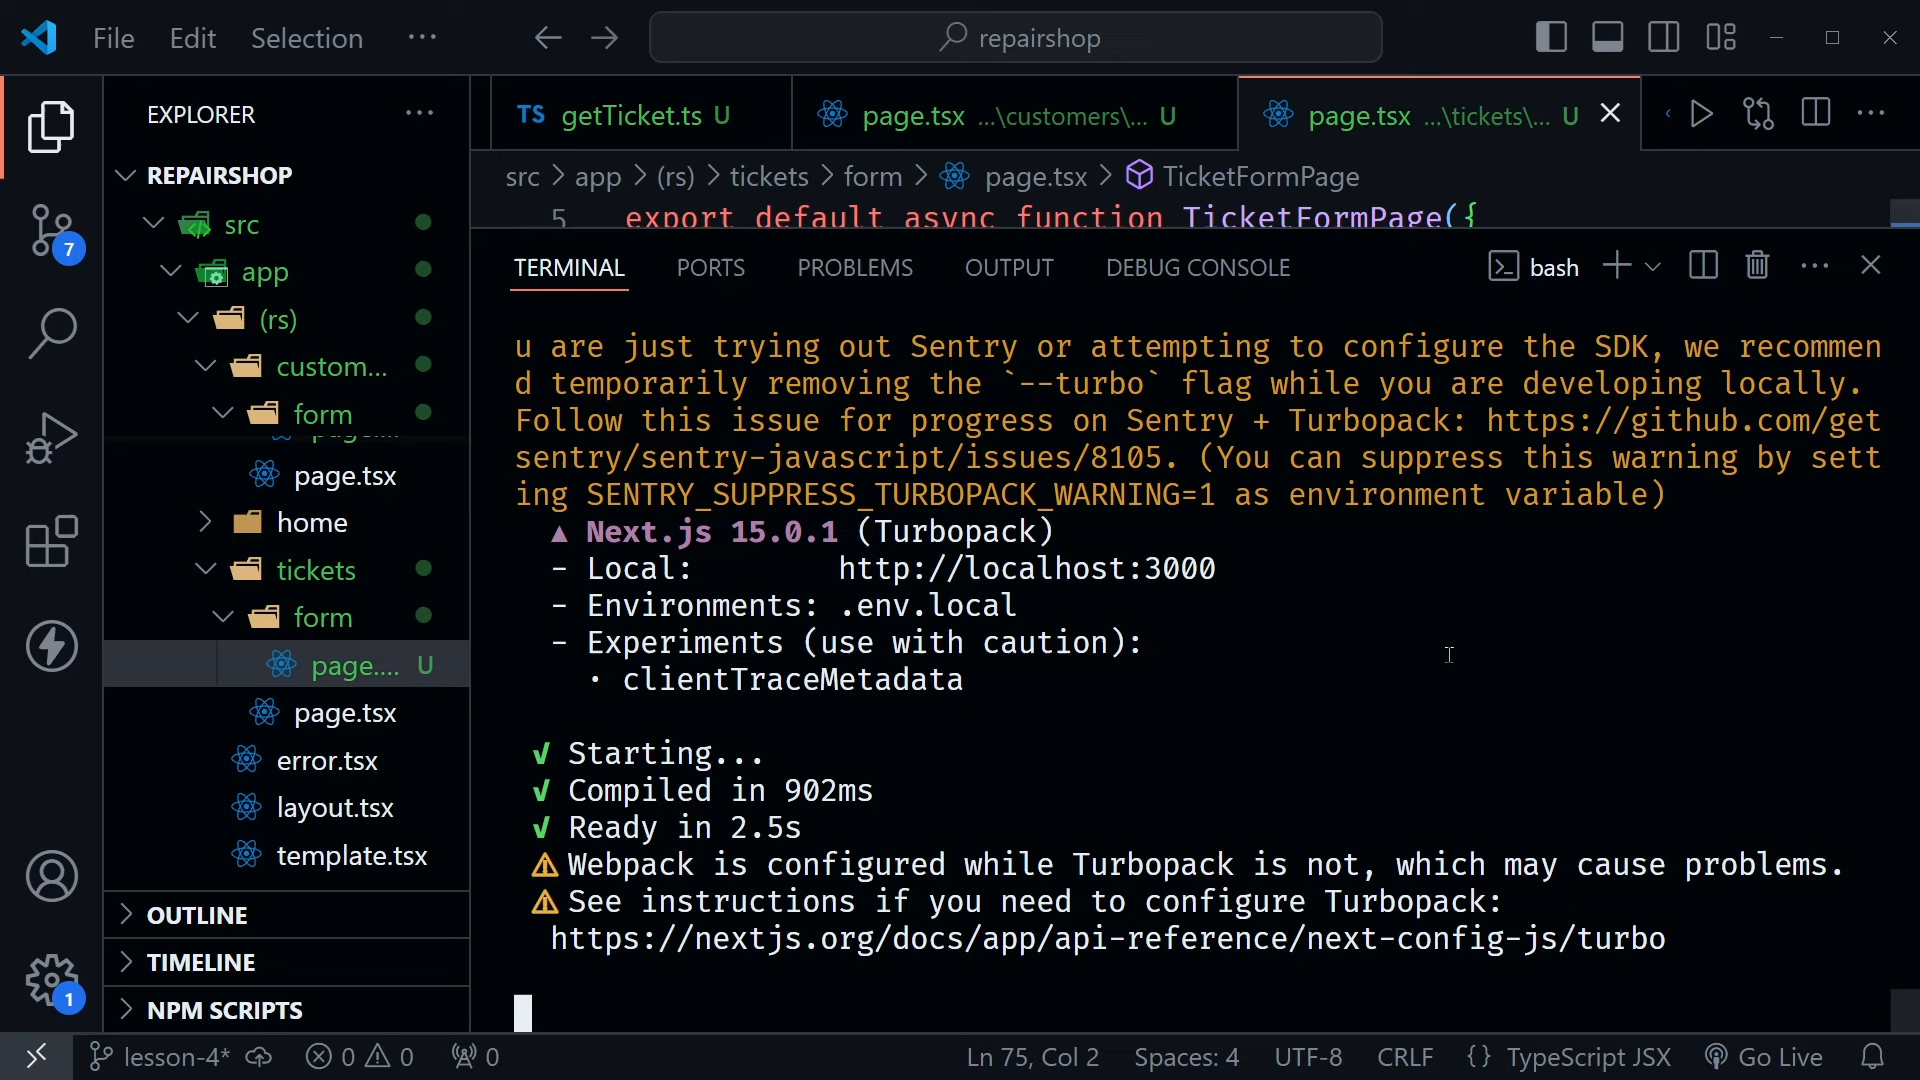 File Edit Selection ···
repairshop
EXPLORER ···
TS getTicket.ts U
page.tsx ...\customers\... U
page.tsx ...\tickets\... U
src > app > (rs) > tickets > form > page.tsx > TicketFormPage
5 export default async function TicketFormPage({
REPAIRSHOP
src
app
(rs)
custom...
form
page.tsx
home
tickets
form
page.... U
page.tsx
error.tsx
layout.tsx
template.tsx
OUTLINE
TIMELINE
NPM SCRIPTS
7
1
TERMINAL PORTS PROBLEMS OUTPUT DEBUG CONSOLE
bash
u are just trying out Sentry or attempting to configure the SDK, we recommen
d temporarily removing the `--turbo` flag while you are developing locally.
Follow this issue for progress on Sentry + Turbopack: https://github.com/get
sentry/sentry-javascript/issues/8105. (You can suppress this warning by sett
ing SENTRY_SUPPRESS_TURBOPACK_WARNING=1 as environment variable)
▲ Next.js 15.0.1 (Turbopack)
- Local: http://localhost:3000
- Environments: .env.local
- Experiments (use with caution):
· clientTraceMetadata
√ Starting...
√ Compiled in 902ms
√ Ready in 2.5s
⚠ Webpack is configured while Turbopack is not, which may cause problems.
⚠ See instructions if you need to configure Turbopack:
https://nextjs.org/docs/app/api-reference/next-config-js/turbo
lesson-4* 0 0 0 Ln 75, Col 2 Spaces: 4 UTF-8 CRLF {} TypeScript JSX Go Live